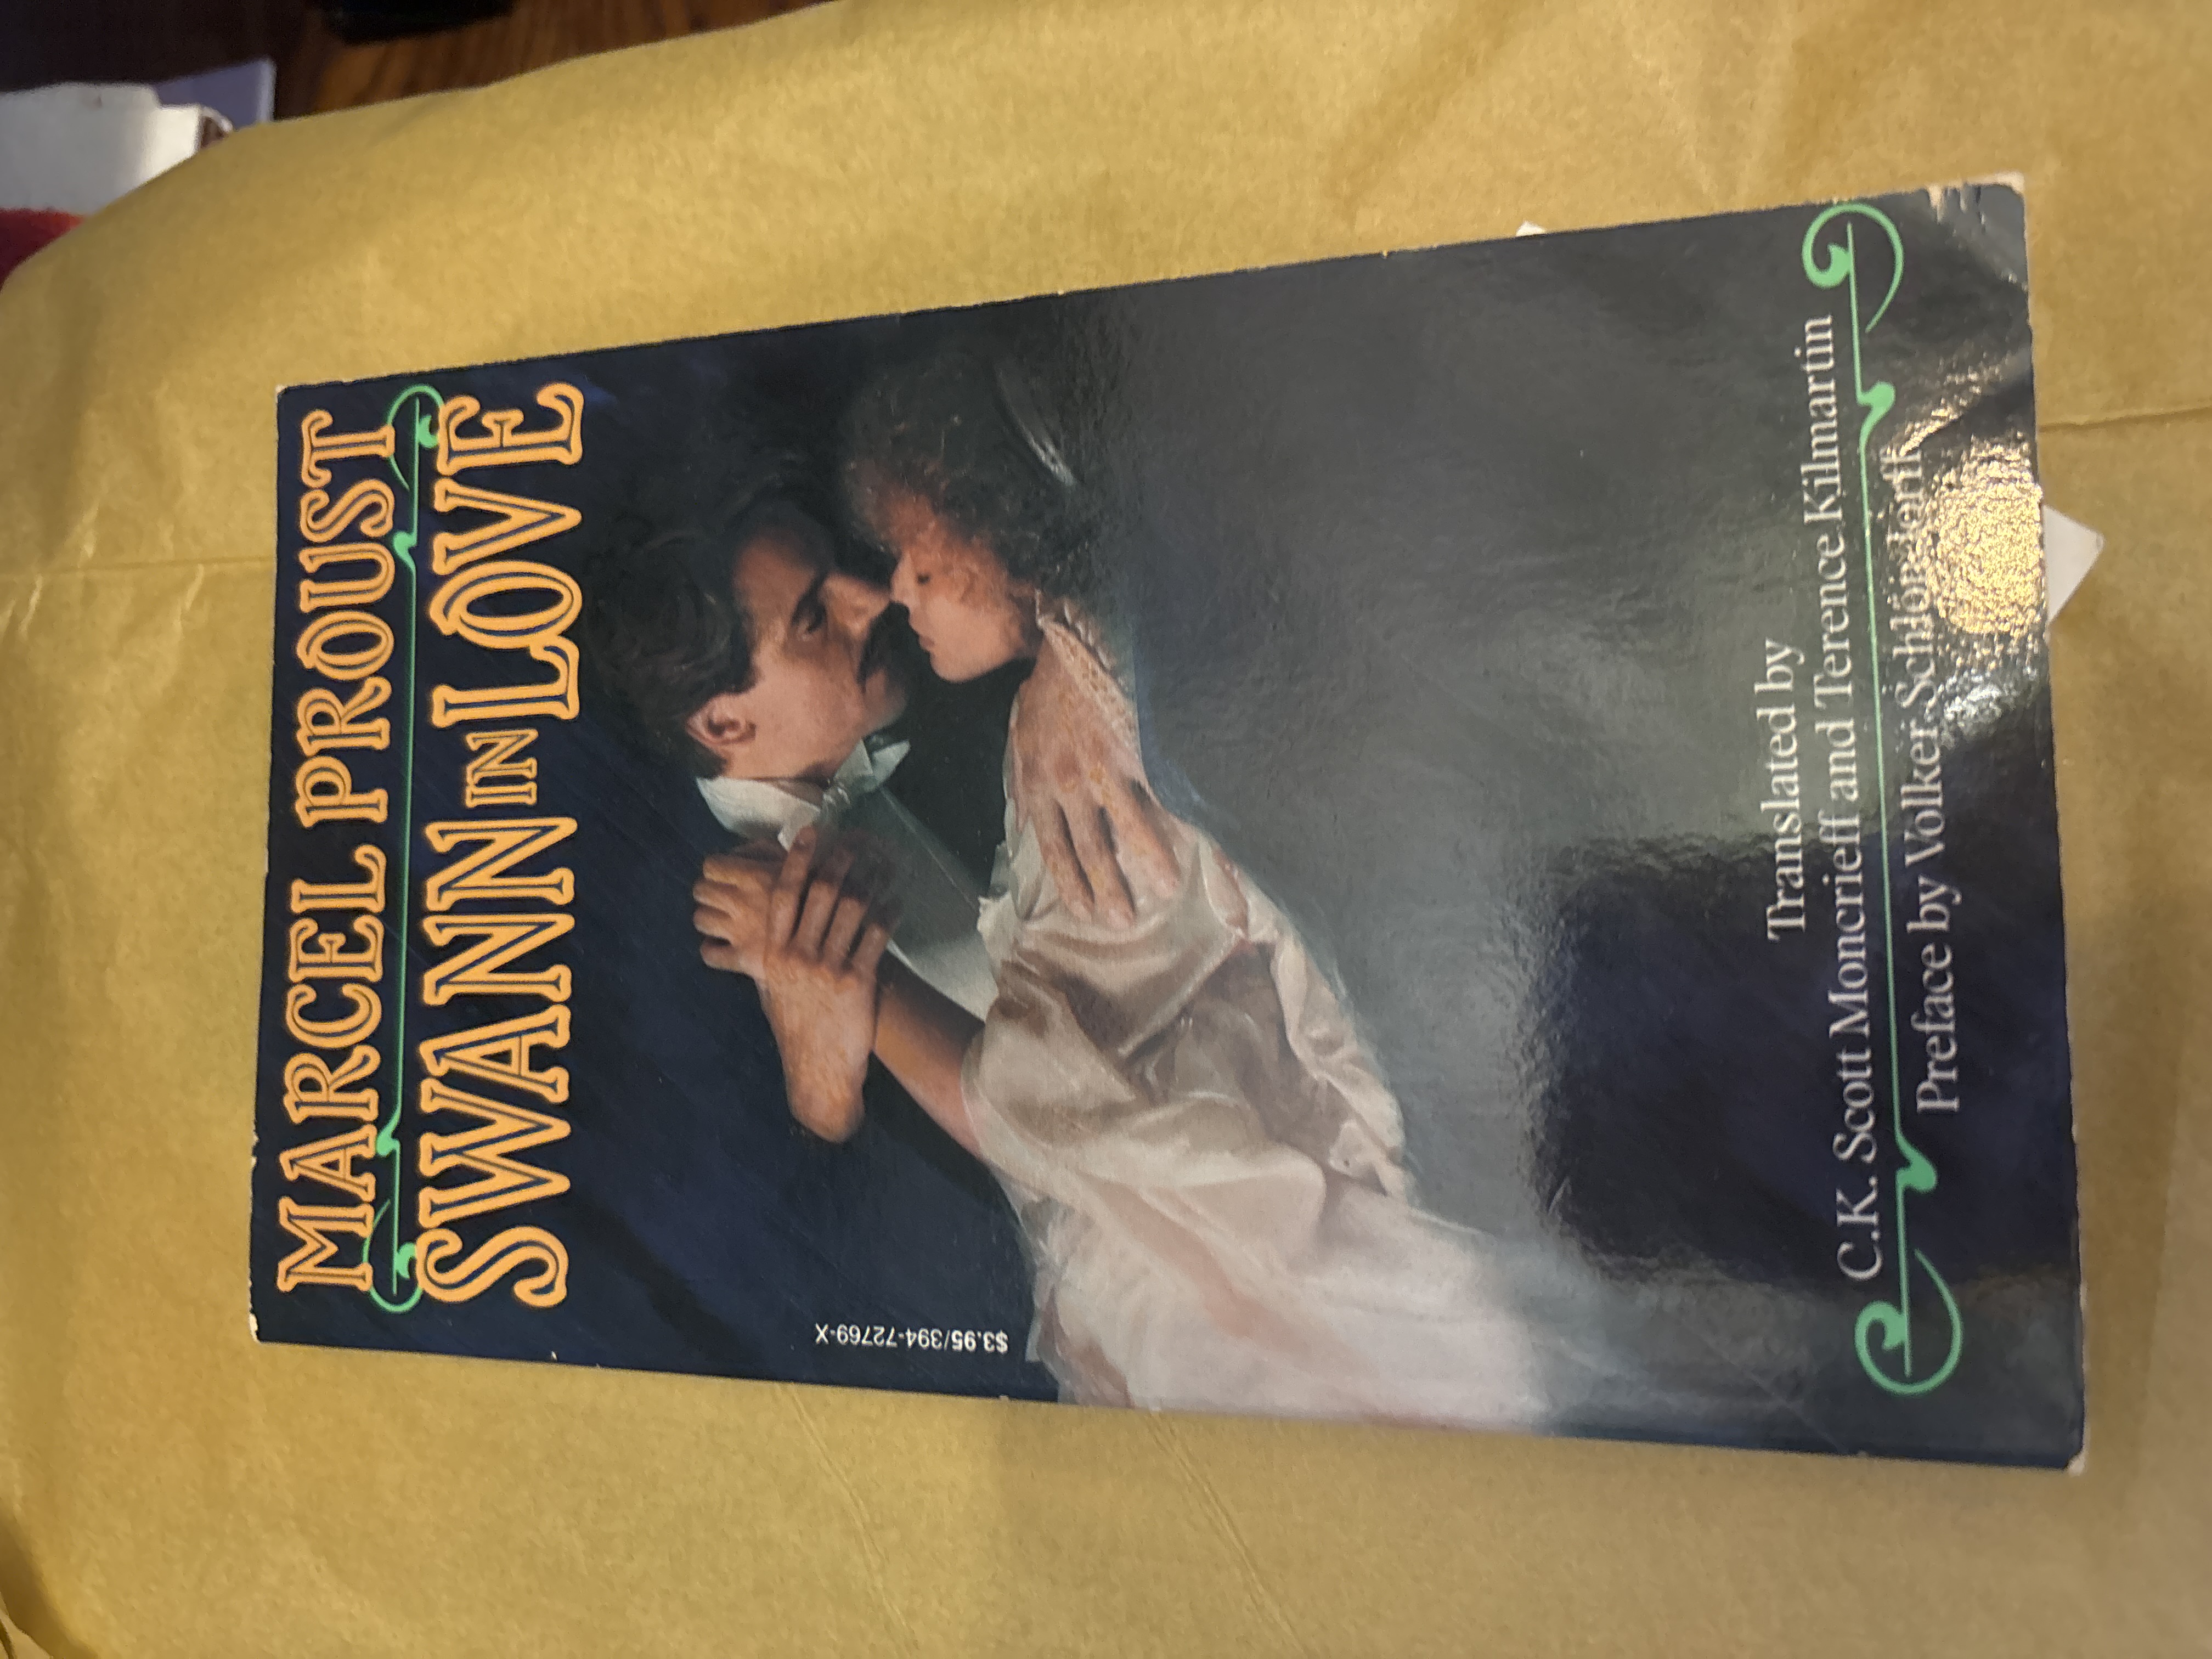 MARCEL PROUST
SWANN IN LOVE
$3.95/394-72769-X
Translated by
C.K. Scott Moncrieff and Terence Kilmartin
Preface by Volker Schlöndorff